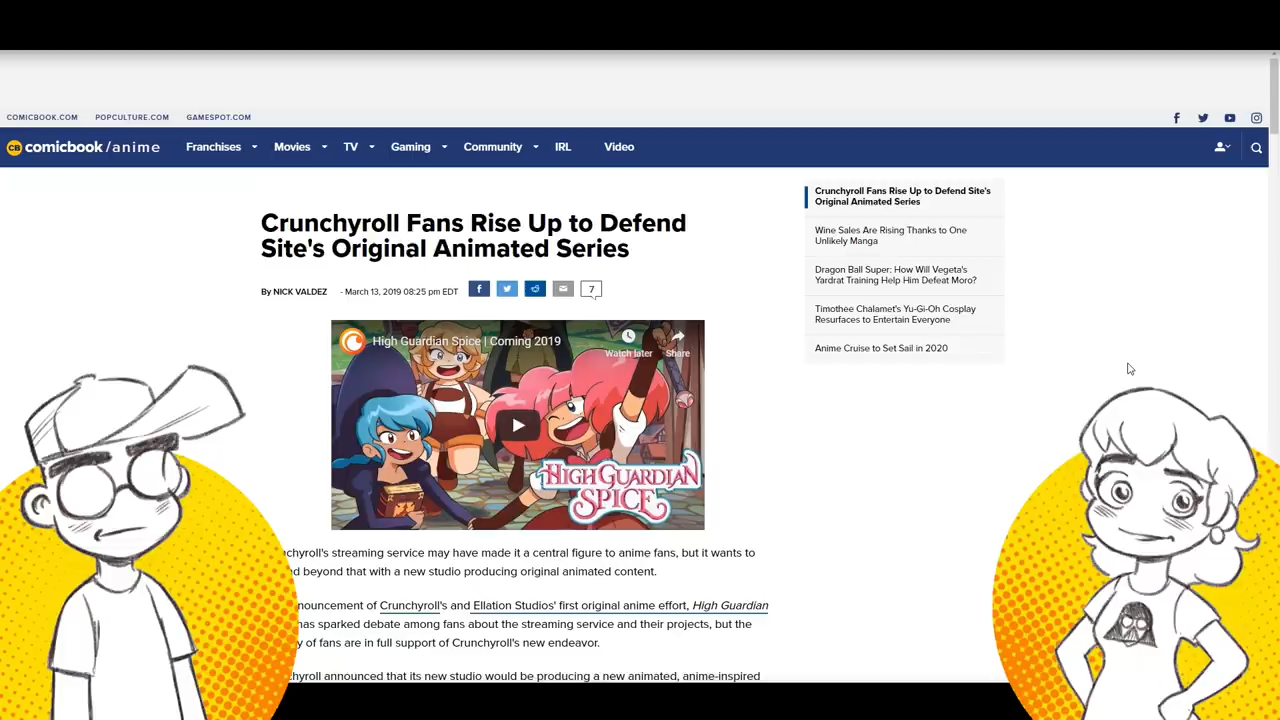 COMICBOOK.COM POPCULTURE.COM GAMESPOT.COM
CB comicbook/anime Franchises Movies TV Gaming Community IRL Video
Crunchyroll Fans Rise Up to Defend
Site's Original Animated Series
By NICK VALDEZ - March 13, 2019 08:25 pm EDT
7
High Guardian Spice | Coming 2019
Watch later Share
HIGH GUARDIAN
SPICE
nchyroll's streaming service may have made it a central figure to anime fans, but it wants to
d beyond that with a new studio producing original animated content.
nouncement of Crunchyroll's and Ellation Studios' first original anime effort, High Guardian
has sparked debate among fans about the streaming service and their projects, but the
y of fans are in full support of Crunchyroll's new endeavor.
chyroll announced that its new studio would be producing a new animated, anime-inspired
Crunchyroll Fans Rise Up to Defend Site's
Original Animated Series
Wine Sales Are Rising Thanks to One
Unlikely Manga
Dragon Ball Super: How Will Vegeta's
Yardrat Training Help Him Defeat Moro?
Timothee Chalamet's Yu-Gi-Oh Cosplay
Resurfaces to Entertain Everyone
Anime Cruise to Set Sail in 2020